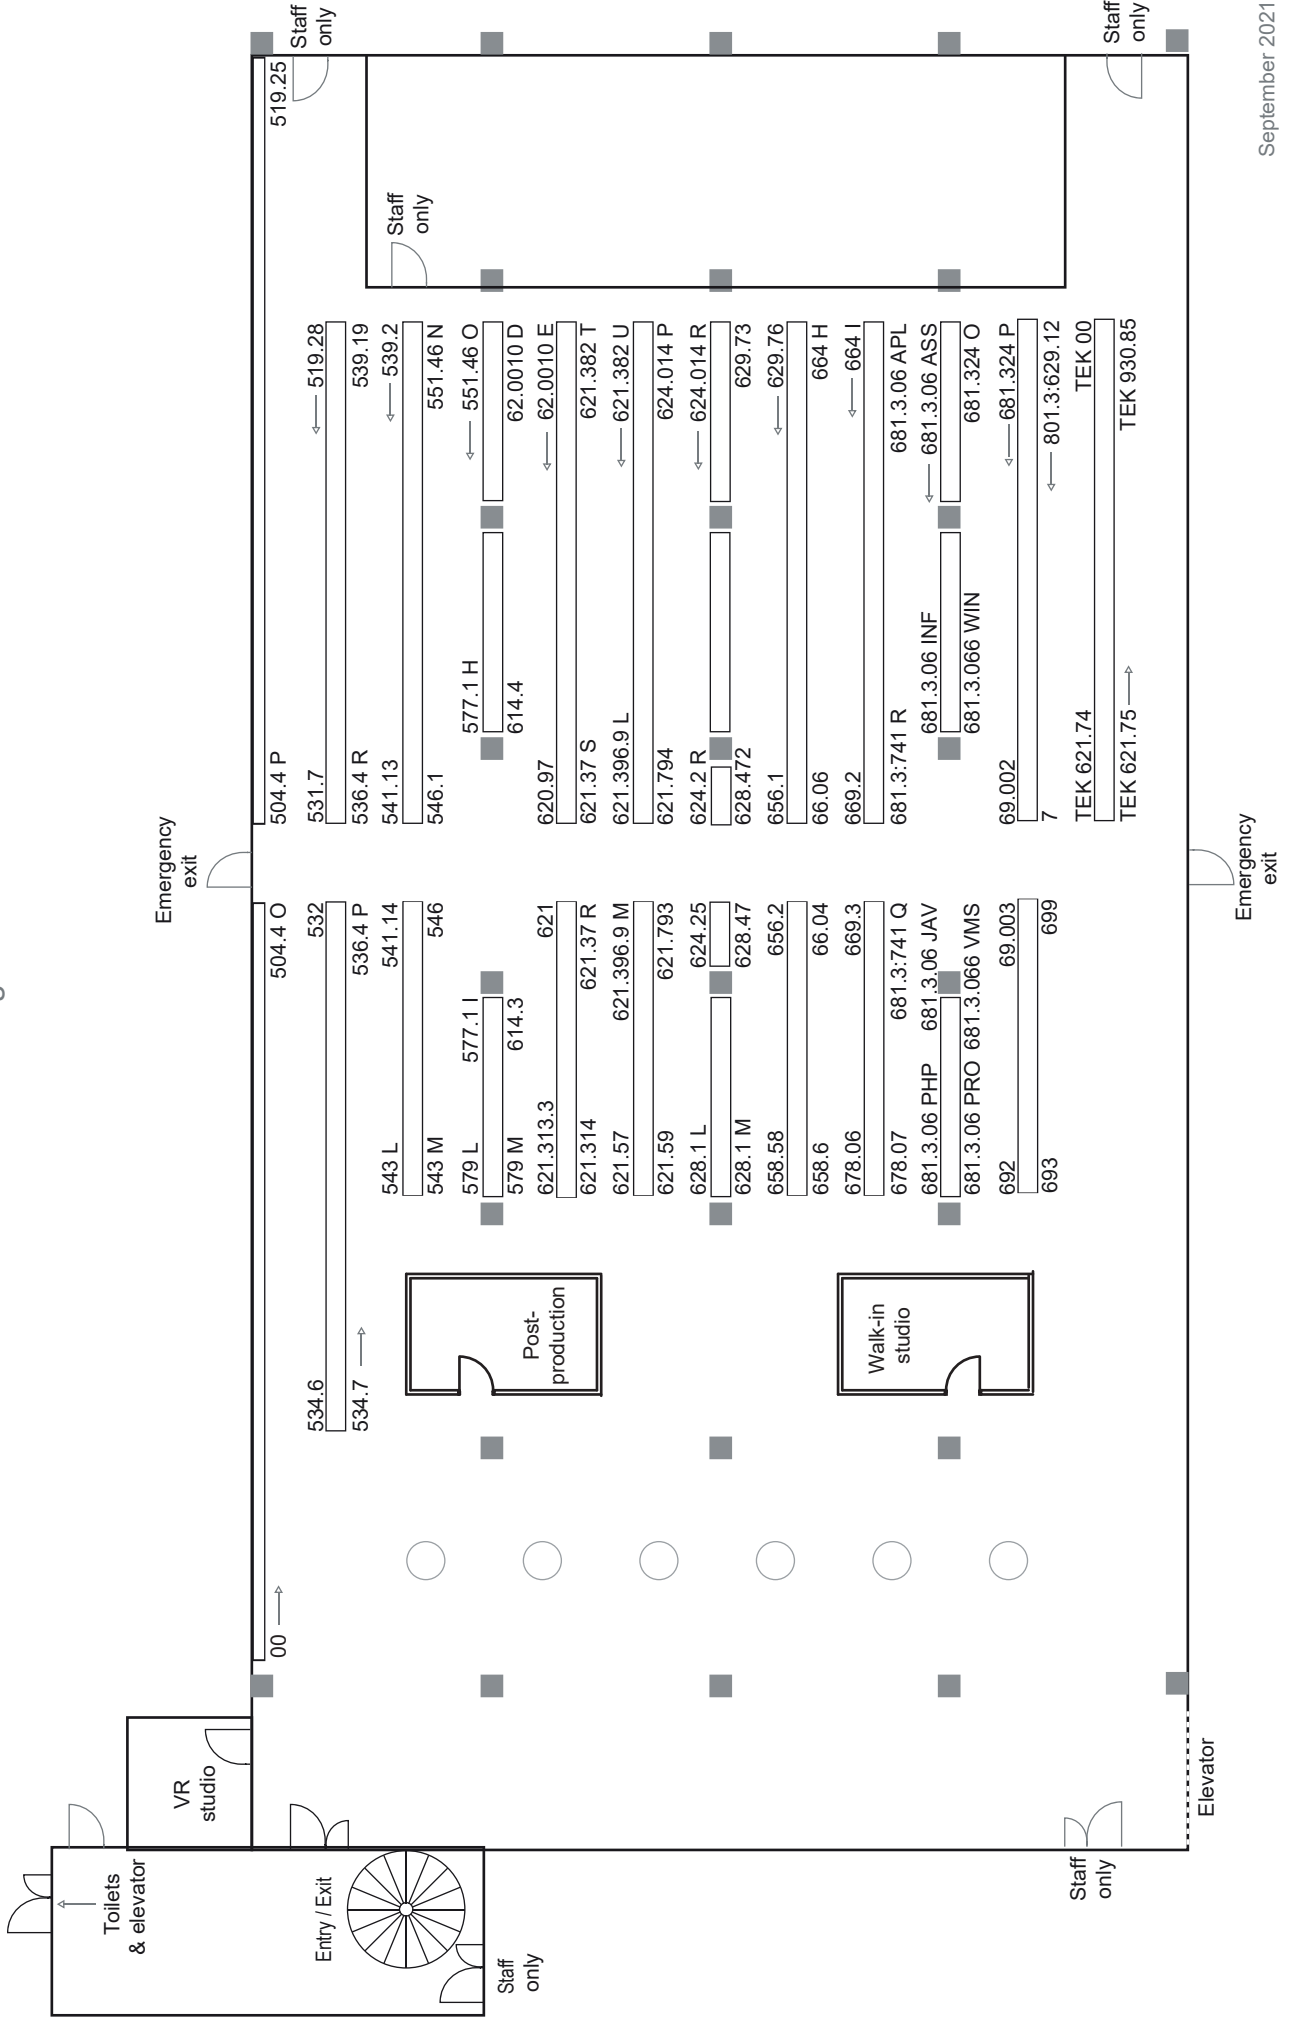 Toilets
& elevator
VR
studio
Emergency
exit
00
504.4 O
504.4 P
519.25
Staff
only
Entry / Exit
534.6
532
531.7
519.28
534.7
536.4 P
536.4 R
539.19
Staff
only
543 L
541.14
541.13
539.2
543 M
546
546.1
551.46 N
579 L
577.1 I
577.1 H
551.46 O
Staff
only
579 M
614.3
614.4
62.0010 D
Post-
production
621.313.3
621
620.97
62.0010 E
621.314
621.37 R
621.37 S
621.382 T
621.57
621.396.9 M
621.396.9 L
621.382 U
621.59
621.793
621.794
624.014 P
628.1 L
624.25
624.2 R
624.014 R
628.1 M
628.47
628.472
629.73
658.58
656.2
656.1
629.76
658.6
66.04
66.06
664 H
678.06
669.3
669.2
664 I
Walk-in
studio
678.07
681.3:741 Q
681.3:741 R
681.3.06 APL
681.3.06 PHP
681.3.06 JAV
681.3.06 INF
681.3.06 ASS
681.3.06 PRO
681.3.066 VMS
681.3.066 WIN
681.324 O
692
69.003
69.002
681.324 P
693
699
7
801.3:629.12
Staff
only
TEK 621.74
TEK 00
TEK 621.75
TEK 930.85
Staff
only
Elevator
Emergency
exit
September 2021